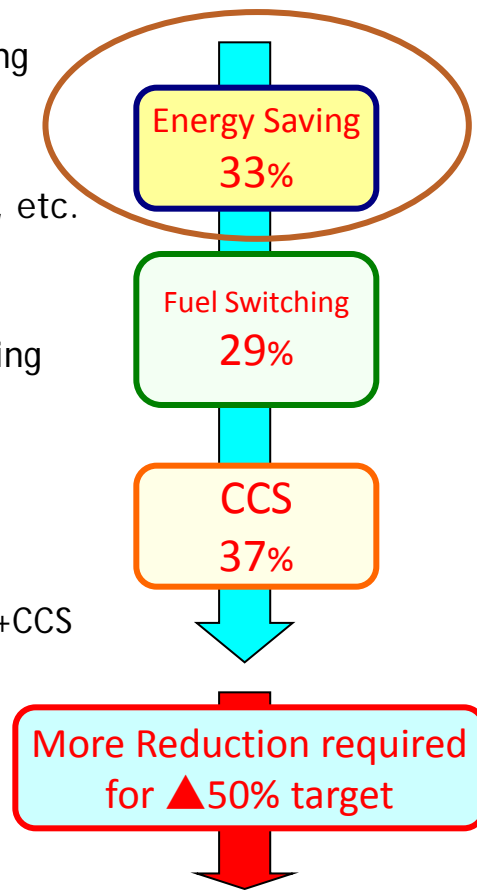 ng
Energy Saving
33%
, etc.
Fuel Switching
29%
ing
CCS
37%
+CCS
More Reduction required
for ▲50% target